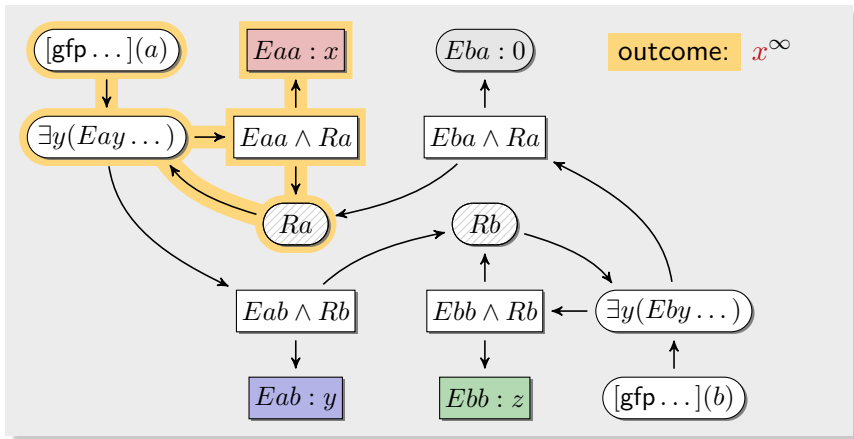 [gfp . . .](a) Eaa : x Eba : 0 outcome: x^∞
∃y(Eay . . .) Eaa ∧ Ra Eba ∧ Ra
Ra Rb
Eab ∧ Rb Ebb ∧ Rb ∃y(Eby . . .)
Eab : y Ebb : z [gfp . . .](b)